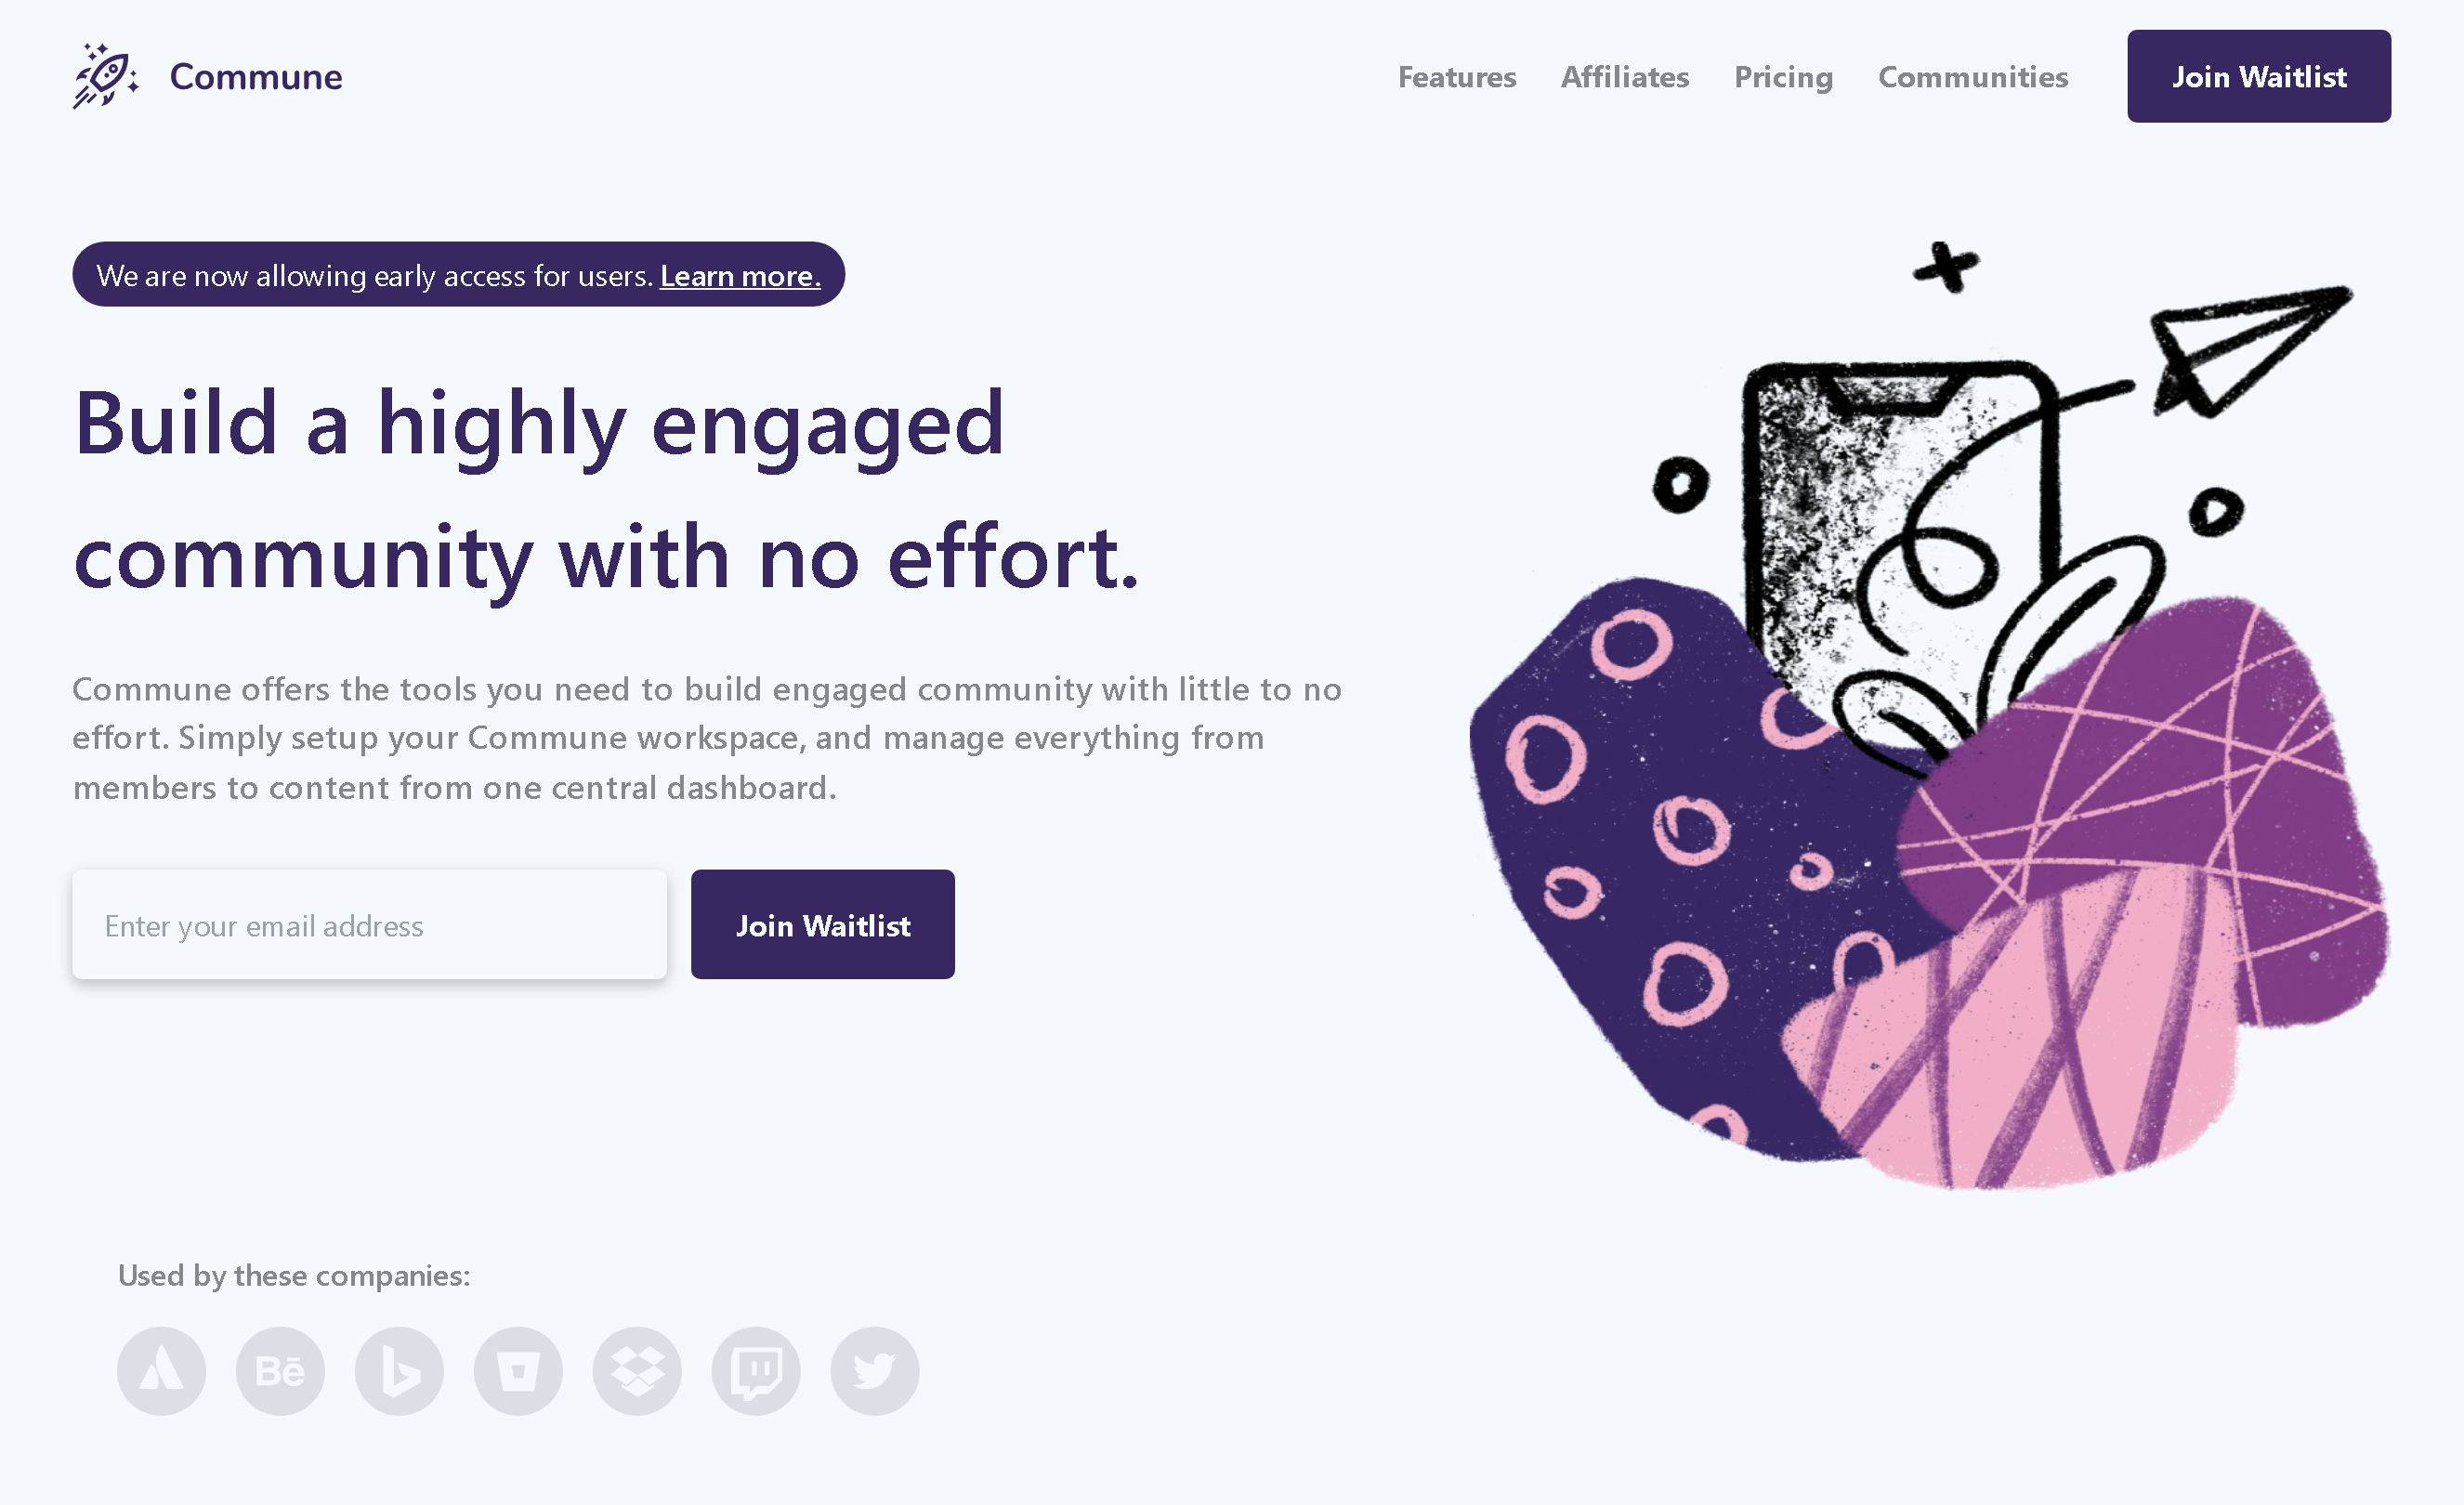 Commune
Features Affiliates Pricing Communities Join Waitlist
We are now allowing early access for users. Learn more.
Build a highly engaged
community with no effort.
Commune offers the tools you need to build engaged community with little to no
effort. Simply setup your Commune workspace, and manage everything from
members to content from one central dashboard.
Enter your email address
Join Waitlist
Used by these companies:
Bē